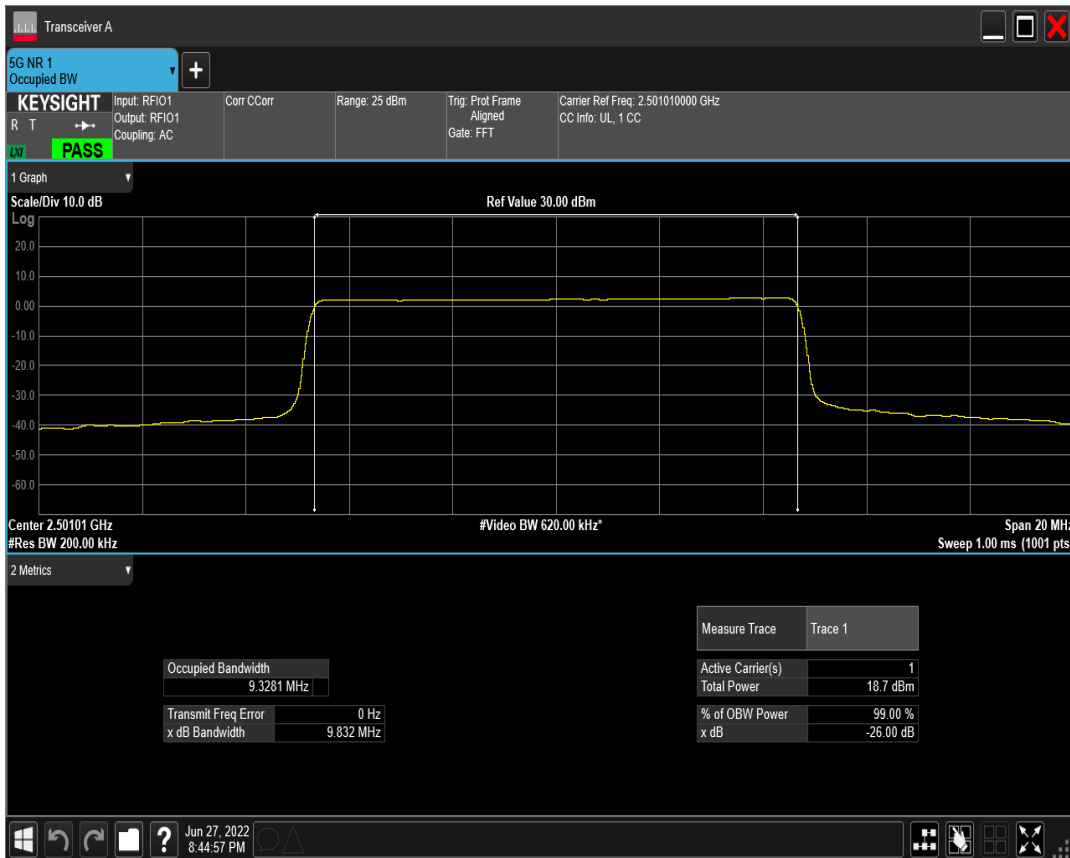 Transceiver A
5G NR 1
Occupied BW
KEYSIGHT
R T
LXI
PASS
Input: RFIO1
Output: RFIO1
Coupling: AC
Corr CCorr
Range: 25 dBm
Trig: Prot Frame
Aligned
Gate: FFT
Carrier Ref Freq: 2.501010000 GHz
CC Info: UL, 1 CC
1 Graph
Scale/Div 10.0 dB
Ref Value 30.00 dBm
Log
20.0
10.0
0.00
-10.0
-20.0
-30.0
-40.0
-50.0
-60.0
Center 2.50101 GHz
#Video BW 620.00 kHz*
Span 20 MHz
#Res BW 200.00 kHz
Sweep 1.00 ms (1001 pts
2 Metrics
Measure Trace Trace 1
Occupied Bandwidth
9.3281 MHz
Active Carrier(s) 1
Total Power 18.7 dBm
Transmit Freq Error 0 Hz
x dB Bandwidth 9.832 MHz
% of OBW Power 99.00 %
x dB -26.00 dB
?
Jun 27, 2022
8:44:57 PM